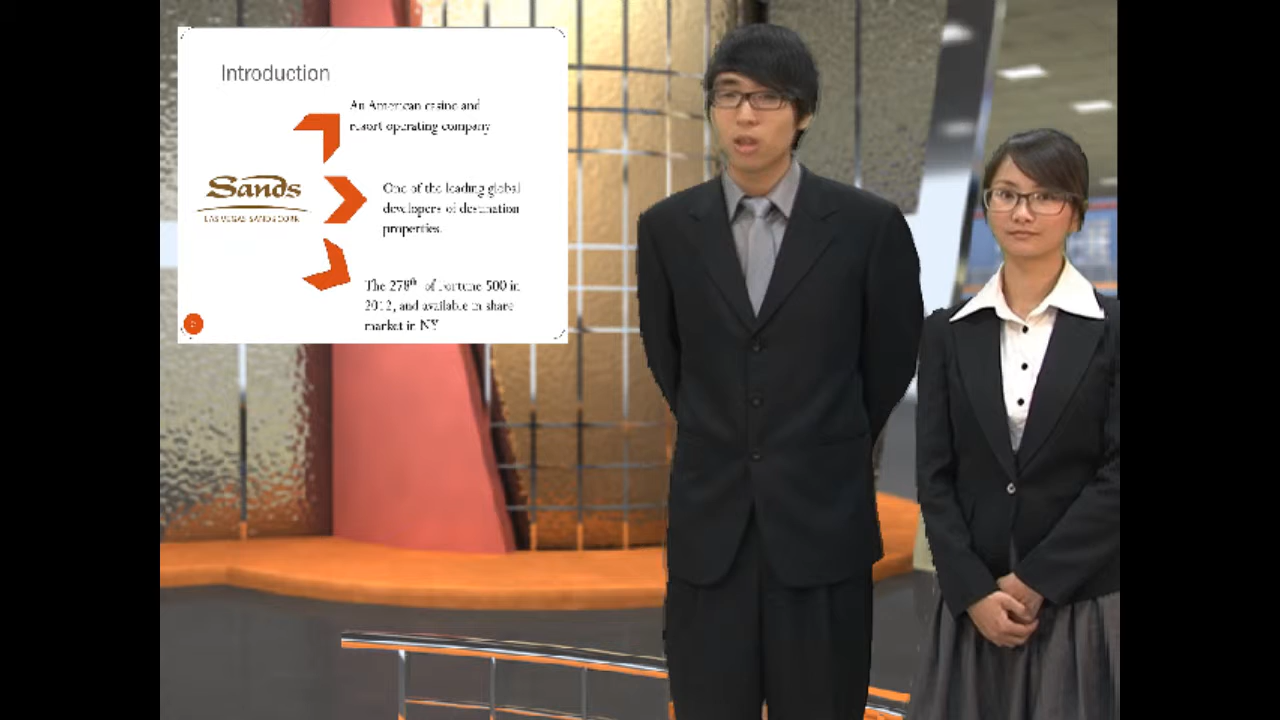 Introduction
An American casino and
resort operating company
Sands
LAS VEGAS SANDS CORP.
One of the leading global
developers of destination
properties.
The 278th of Fortune 500 in
2012, and available in share
market in NY